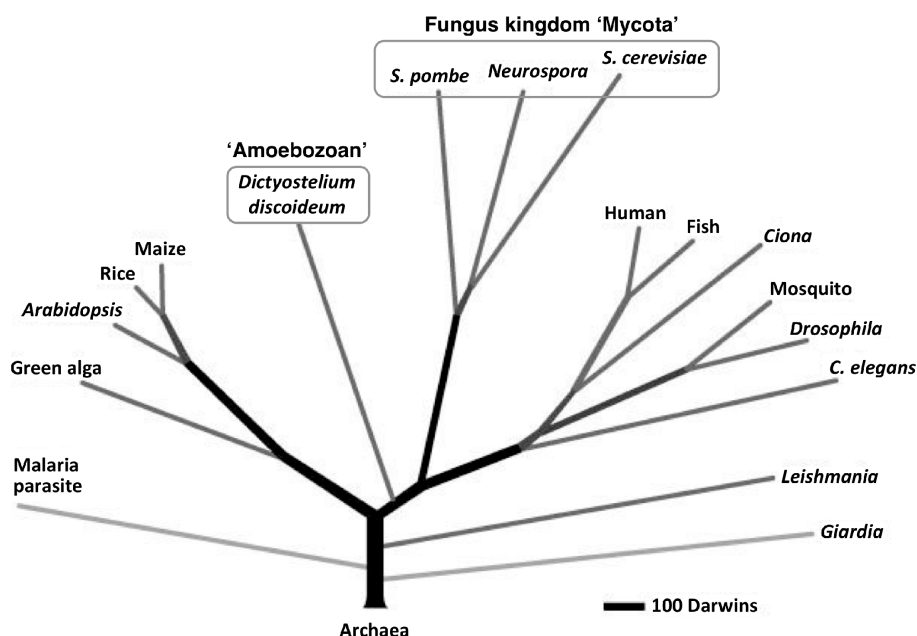 Fungus kingdom ‘Mycota’
S. cerevisiae
Neurospora
S. pombe
‘Amoebozoan’
Dictyostelium
discoideum
Human
Fish
Ciona
Maize
Rice
Mosquito
Arabidopsis
Drosophila
Green alga
C. elegans
Malaria
parasite
Leishmania
Giardia
100 Darwins
Archaea